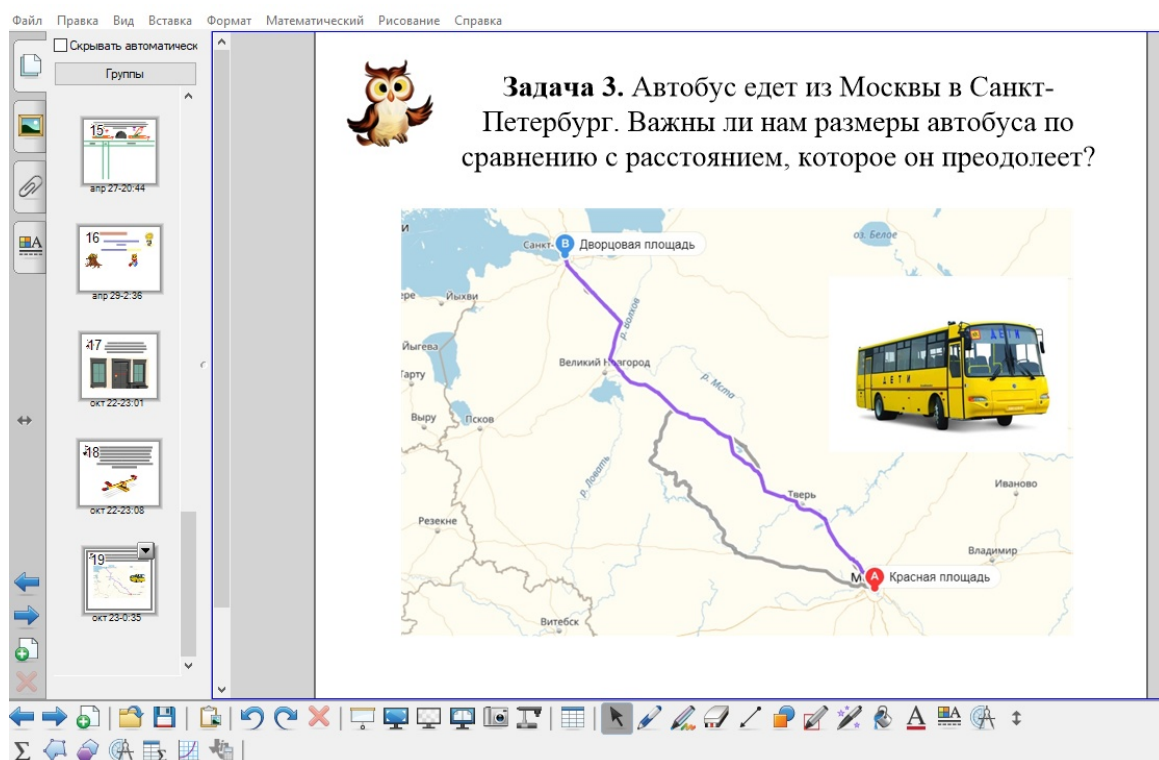 Файл Правка Вид Вставка Формат Математический Рисование Справка
Скрывать автоматическ
Группы
15
апр 27-20:44
16
апр 29-2:36
17
окт 22-23:01
18
окт 22-23:08
19
окт 23-0:35
Задача 3. Автобус едет из Москвы в Санкт-
Петербург. Важны ли нам размеры автобуса по
сравнению с расстоянием, которое он преодолеет?
Санкт- B Дворцовая площадь
оз. Белое
Йыхви
р. Волхов
Йыгева
Великий Новгород
Тарту
р. Мста
Выру
Псков
р. Ловать
Тверь
Иваново
Резекне
Владимир
М A Красная площадь
Витебск
ДЕТИ
ДЕТИ